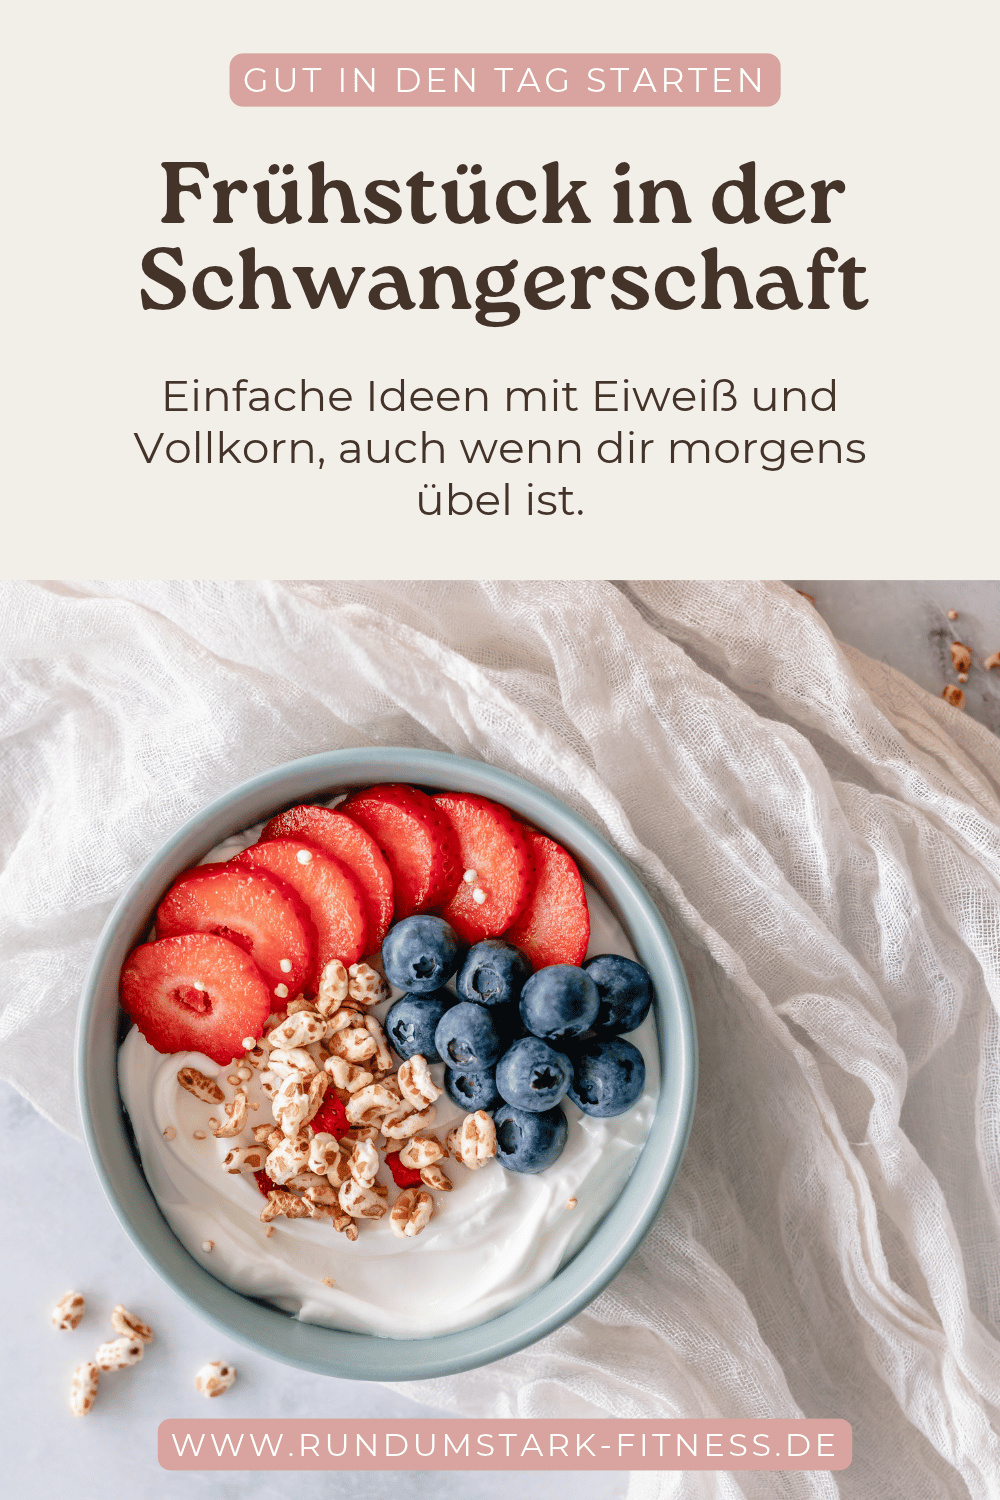 GUT IN DEN TAG STARTEN
Frühstück in der
Schwangerschaft
Einfache Ideen mit Eiweiß und
Vollkorn, auch wenn dir morgens
übel ist.
WWW.RUNDUMSTARK-FITNESS.DE